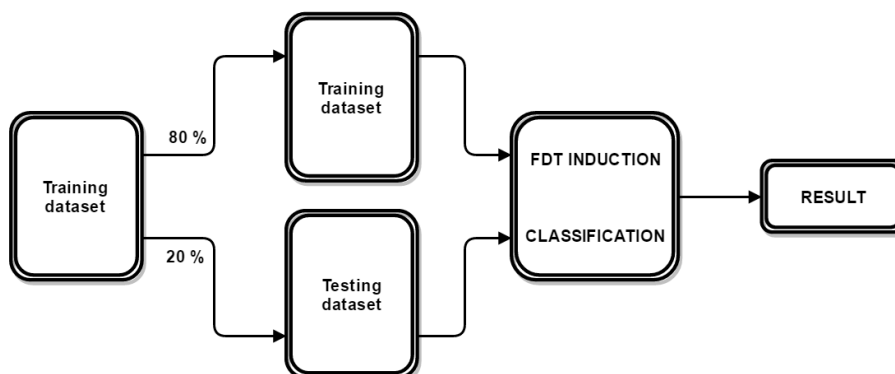 Training
dataset
80 %
20 %
Training
dataset
Testing
dataset
FDT INDUCTION
CLASSIFICATION
RESULT